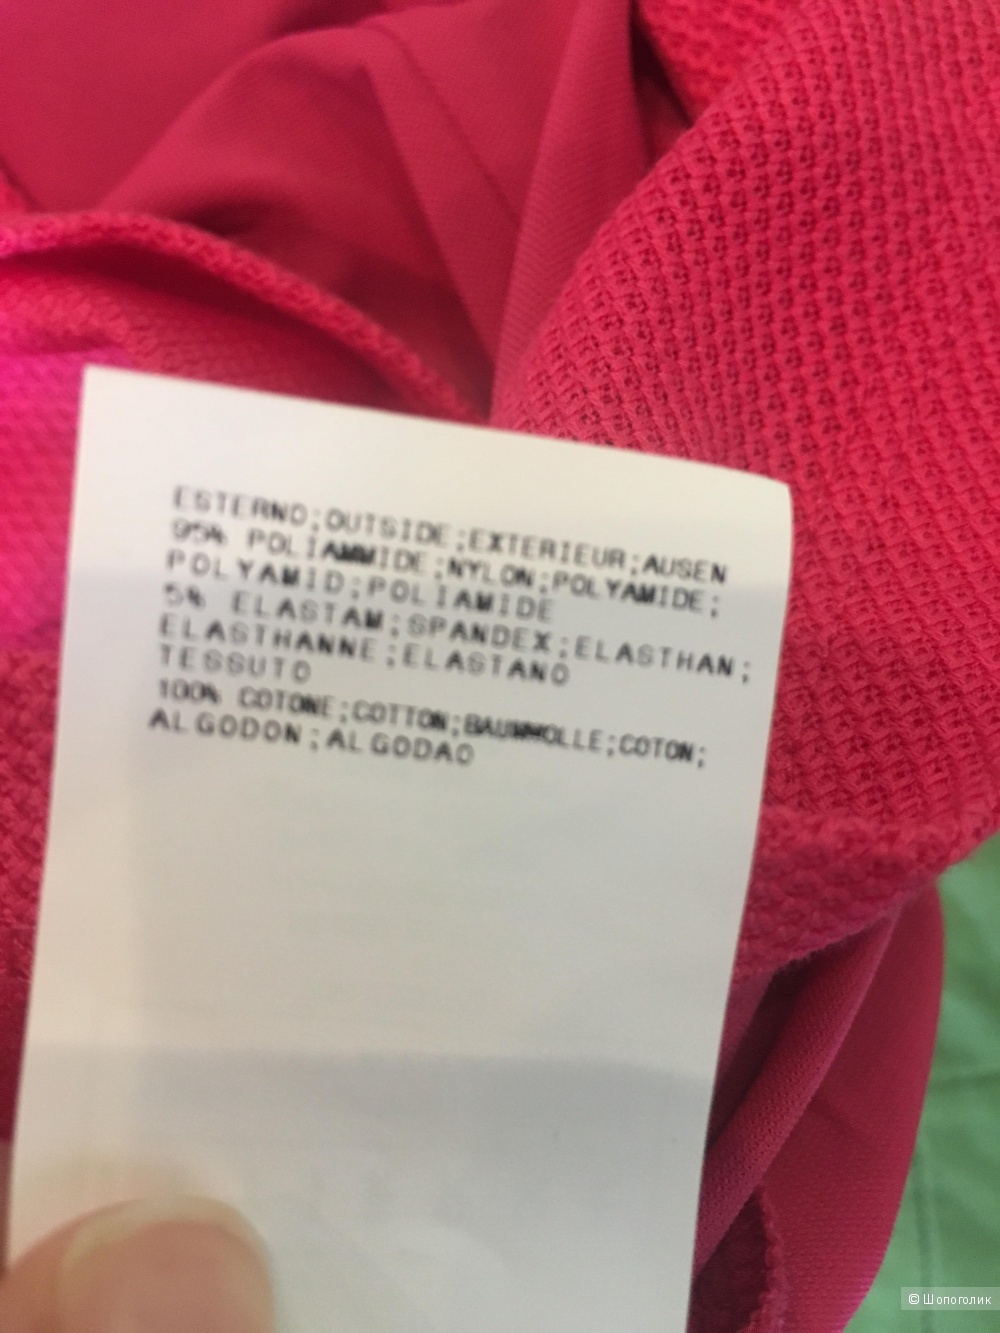 ESTERNO;OUTSIDE;EXTERIEUR;AUSEN
95% POLIAMMIDE;NYLON;POLYAMIDE;
POLYAMID;POLIAMIDE
5% ELASTAM;SPANDEX;ELASTHAN;
ELASTHANNE;ELASTANO
TESSUTO
100% COTONE;COTTON;BAUMWOLLE;COTON;
ALGODON;ALGODAO
© Шопоголик